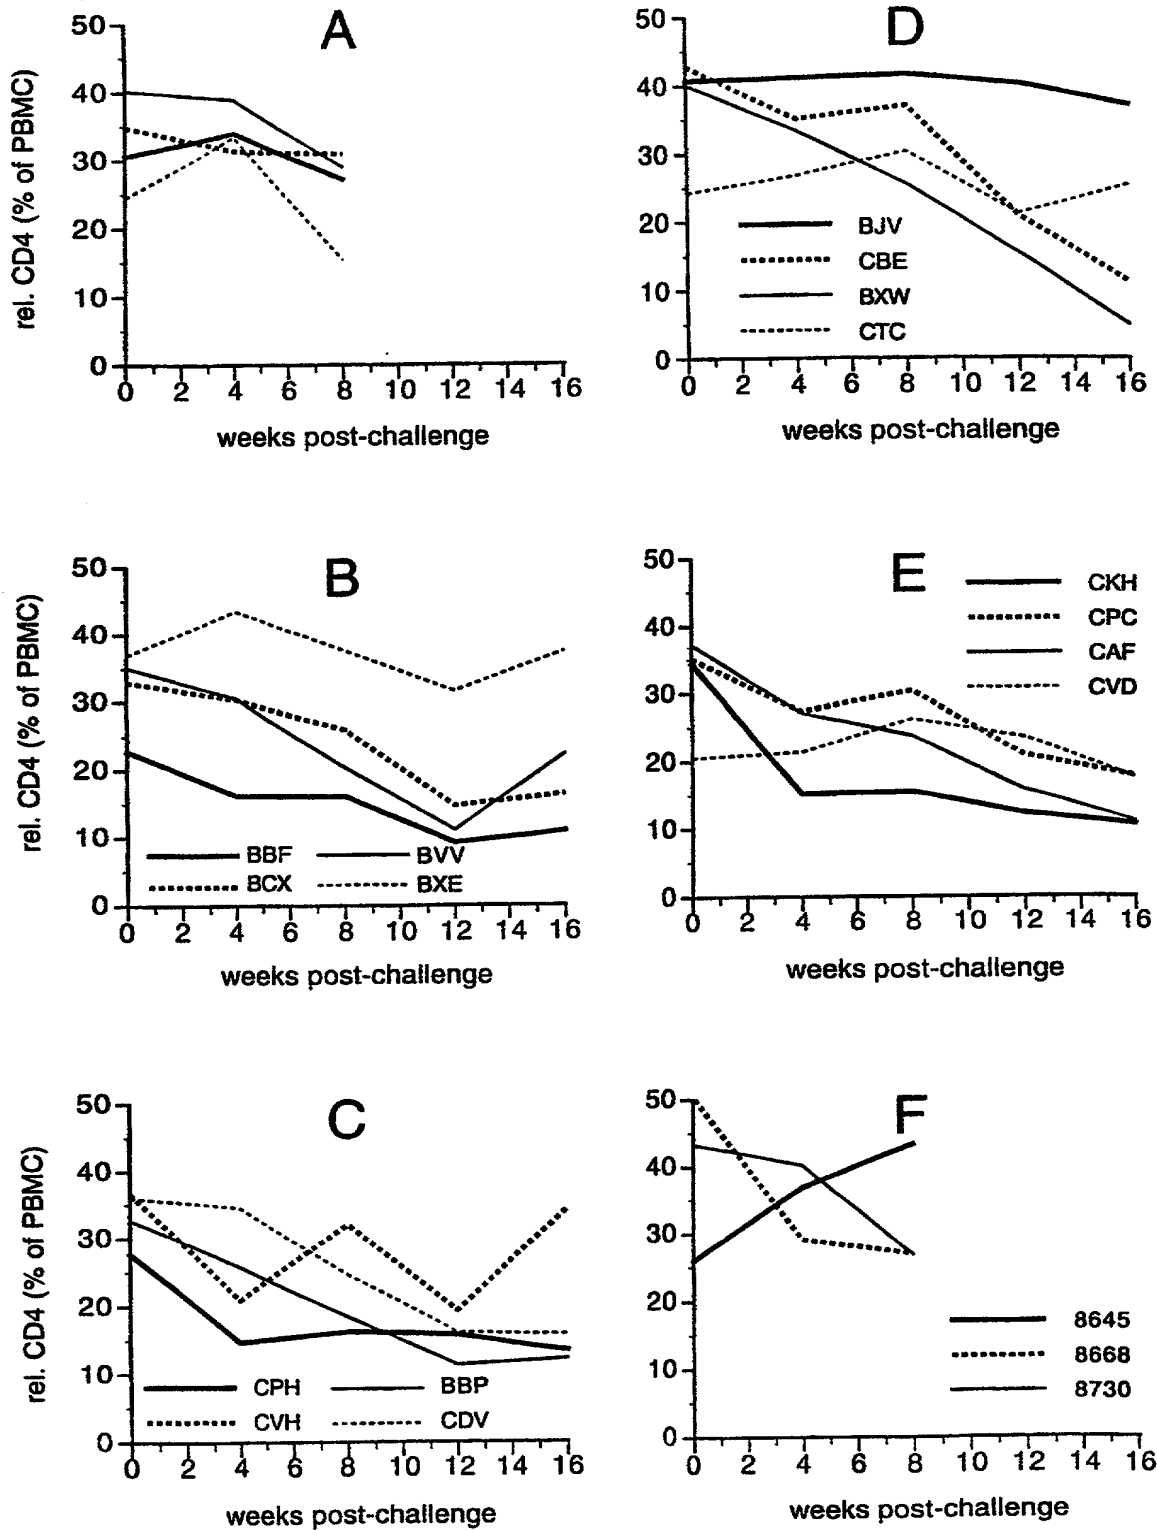 A
50
40
30
20
10
0
rel. CD4 (% of PBMC)
0 2 4 6 8 10 12 14 16
weeks post-challenge
D
50
40
30
20
10
0
BJV
CBE
BXW
CTC
0 2 4 6 8 10 12 14 16
weeks post-challenge
B
50
40
30
20
10
0
rel. CD4 (% of PBMC)
BBF BVV
BCX BXE
0 2 4 6 8 10 12 14 16
weeks post-challenge
E
50
40
30
20
10
0
CKH
CPC
CAF
CVD
0 2 4 6 8 10 12 14 16
weeks post-challenge
C
50
40
30
20
10
0
rel. CD4 (% of PBMC)
CPH BBP
CVH CDV
0 2 4 6 8 10 12 14 16
weeks post-challenge
F
50
40
30
20
10
0
8645
8668
8730
0 2 4 6 8 10 12 14 16
weeks post-challenge